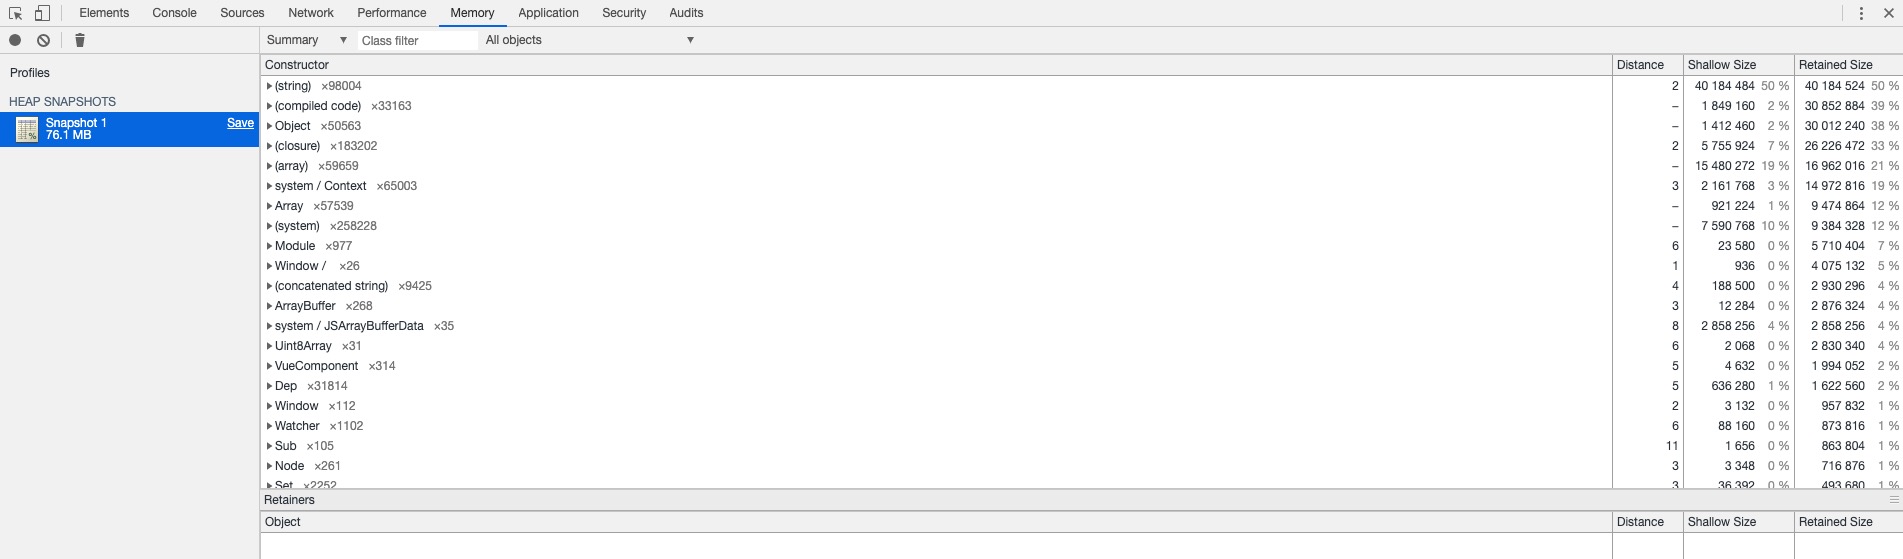 Elements Console Sources Network Performance Memory Application Security Audits
Summary ▼ Class filter All objects ▼
Profiles
HEAP SNAPSHOTS
Snapshot 1 Save
76.1 MB
Constructor Distance Shallow Size Retained Size
(string) ×98004 2 40 184 484 50 % 40 184 524 50 %
(compiled code) ×33163 – 1 849 160 2 % 30 852 884 39 %
Object ×50563 – 1 412 460 2 % 30 012 240 38 %
(closure) ×183202 2 5 755 924 7 % 26 226 472 33 %
(array) ×59659 – 15 480 272 19 % 16 962 016 21 %
system / Context ×65003 3 2 161 768 3 % 14 972 816 19 %
Array ×57539 – 921 224 1 % 9 474 864 12 %
(system) ×258228 – 7 590 768 10 % 9 384 328 12 %
Module ×977 6 23 580 0 % 5 710 404 7 %
Window / ×26 1 936 0 % 4 075 132 5 %
(concatenated string) ×9425 4 188 500 0 % 2 930 296 4 %
ArrayBuffer ×268 3 12 284 0 % 2 876 324 4 %
system / JSArrayBufferData ×35 8 2 858 256 4 % 2 858 256 4 %
Uint8Array ×31 6 2 068 0 % 2 830 340 4 %
VueComponent ×314 5 4 632 0 % 1 994 052 2 %
Dep ×31814 5 636 280 1 % 1 622 560 2 %
Window ×112 2 3 132 0 % 957 832 1 %
Watcher ×1102 6 88 160 0 % 873 816 1 %
Sub ×105 11 1 656 0 % 863 804 1 %
Node ×261 3 3 348 0 % 716 876 1 %
Set ×2252 3 36 392 0 % 493 680 1 %
Retainers
Object Distance Shallow Size Retained Size